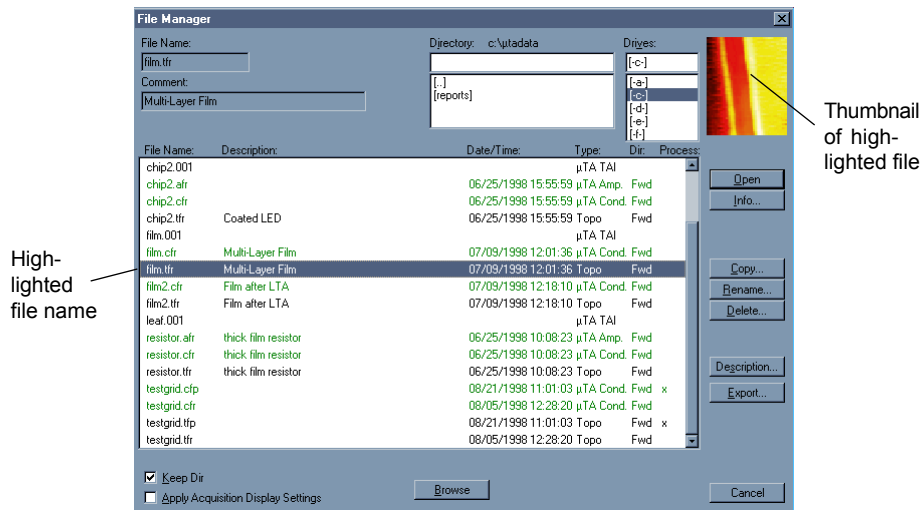 File Manager
File Name:
film.tfr
Comment:
Multi-Layer Film
Directory: c:\µtadata
[..]
[reports]
Drives:
[-c-]
[-a-]
[-c-]
[-d-]
[-e-]
[-f-]
Thumbnail
of high-
lighted file
File Name: Description: Date/Time: Type: Dir: Process:
chip2.001 µTA TAI
chip2.afr 06/25/1998 15:55:59 µTA Amp. Fwd
chip2.cfr 06/25/1998 15:55:59 µTA Cond. Fwd
chip2.tfr Coated LED 06/25/1998 15:55:59 Topo Fwd
film.001 µTA TAI
film.cfr Multi-Layer Film 07/09/1998 12:01:36 µTA Cond. Fwd
film.tfr Multi-Layer Film 07/09/1998 12:01:36 Topo Fwd
film2.cfr Film after LTA 07/09/1998 12:18:10 µTA Cond. Fwd
film2.tfr Film after LTA 07/09/1998 12:18:10 Topo Fwd
leaf.001 µTA TAI
resistor.afr thick film resistor 06/25/1998 10:08:23 µTA Amp. Fwd
resistor.cfr thick film resistor 06/25/1998 10:08:23 µTA Cond. Fwd
resistor.tfr thick film resistor 06/25/1998 10:08:23 Topo Fwd
testgrid.cfp 08/21/1998 11:01:03 µTA Cond. Fwd x
testgrid.cfr 08/05/1998 12:28:20 µTA Cond. Fwd
testgrid.tfp 08/21/1998 11:01:03 Topo Fwd x
testgrid.tfr 08/05/1998 12:28:20 Topo Fwd
High-
lighted
file name
Open
Info...
Copy...
Rename...
Delete...
Description...
Export...
Keep Dir
Apply Acquisition Display Settings
Browse
Cancel